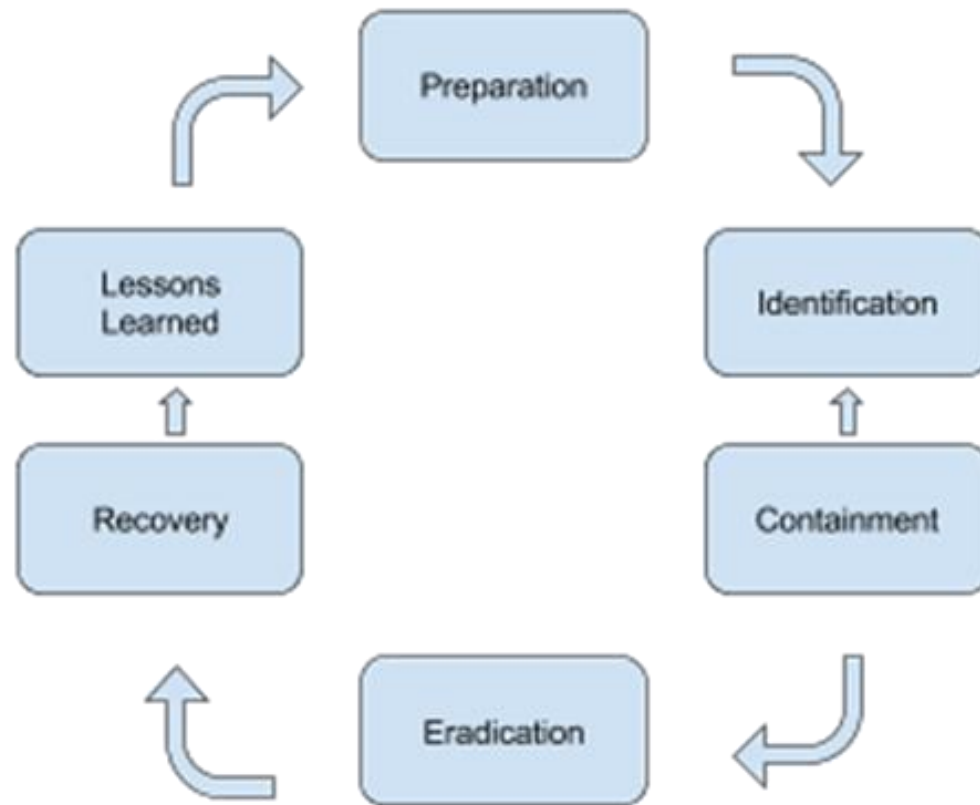 Preparation
Lessons
Learned
Identification
Recovery
Containment
Eradication